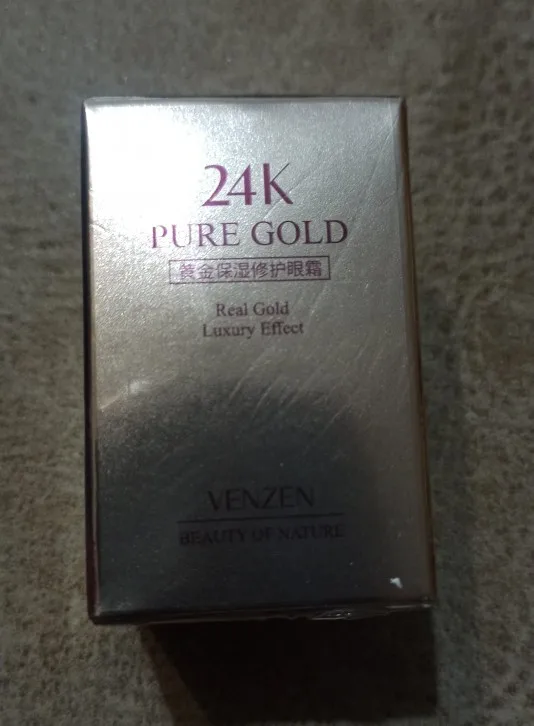 24K
PURE GOLD
黄金保湿修护眼霜
Real Gold
Luxury Effect
VENZEN
BEAUTY OF NATURE